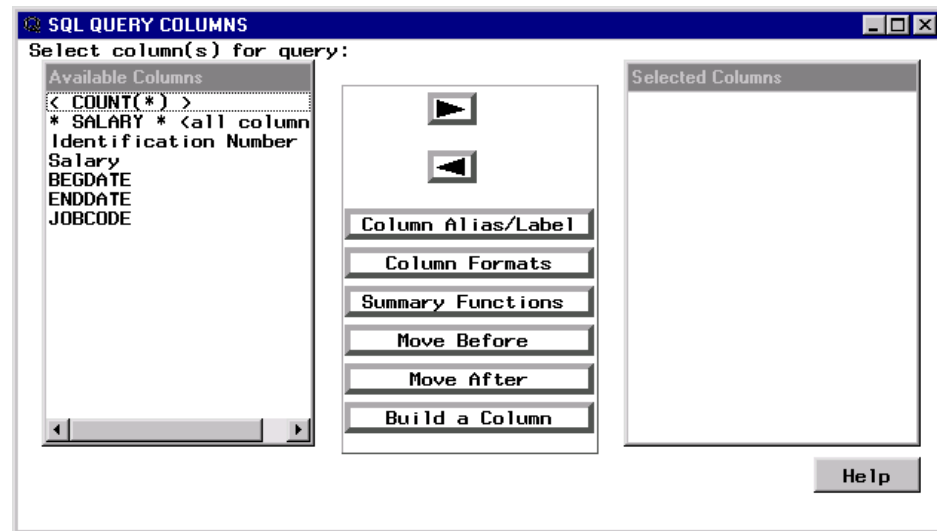 SQL QUERY COLUMNS
Select column(s) for query:
Available Columns
< COUNT(*) >
* SALARY * <all column
Identification Number
Salary
BEGDATE
ENDDATE
JOBCODE
Column Alias/Label
Column Formats
Summary Functions
Move Before
Move After
Build a Column
Selected Columns
Help